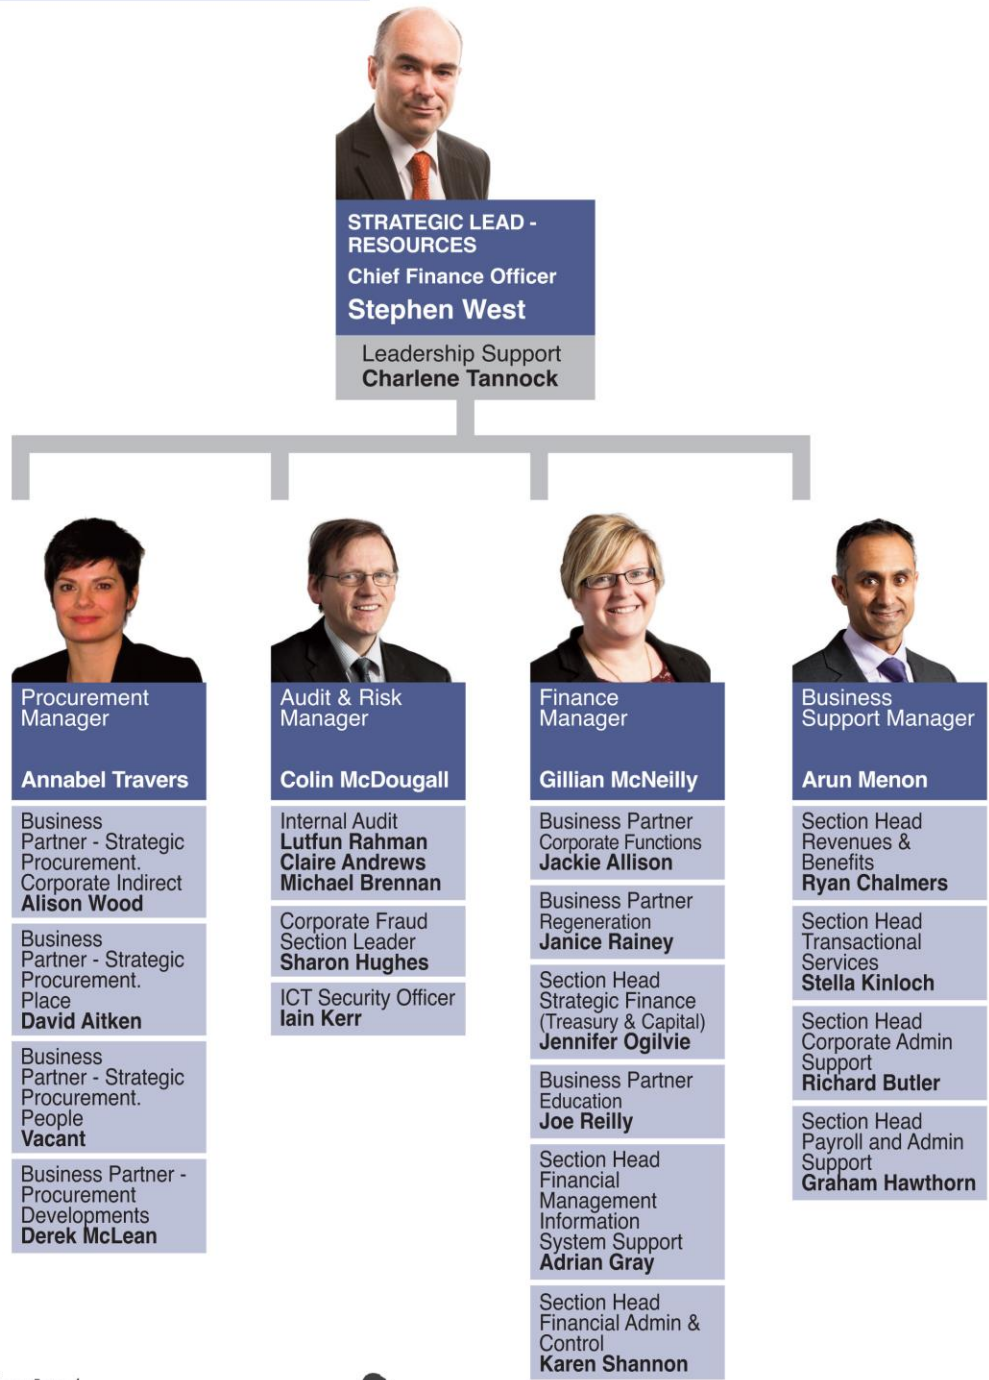 STRATEGIC LEAD -
RESOURCES
Chief Finance Officer
Stephen West
Leadership Support
Charlene Tannock
Procurement
Manager
Annabel Travers
Business
Partner - Strategic
Procurement.
Corporate Indirect
Alison Wood
Business
Partner - Strategic
Procurement.
Place
David Aitken
Business
Partner - Strategic
Procurement.
People
Vacant
Business Partner -
Procurement
Developments
Derek McLean
Audit & Risk
Manager
Colin McDougall
Internal Audit
Lutfun Rahman
Claire Andrews
Michael Brennan
Corporate Fraud
Section Leader
Sharon Hughes
ICT Security Officer
Iain Kerr
Finance
Manager
Gillian McNeilly
Business Partner
Corporate Functions
Jackie Allison
Business Partner
Regeneration
Janice Rainey
Section Head
Strategic Finance
(Treasury & Capital)
Jennifer Ogilvie
Business Partner
Education
Joe Reilly
Section Head
Financial
Management
Information
System Support
Adrian Gray
Section Head
Financial Admin &
Control
Karen Shannon
Business
Support Manager
Arun Menon
Section Head
Revenues &
Benefits
Ryan Chalmers
Section Head
Transactional
Services
Stella Kinloch
Section Head
Corporate Admin
Support
Richard Butler
Section Head
Payroll and Admin
Support
Graham Hawthorn